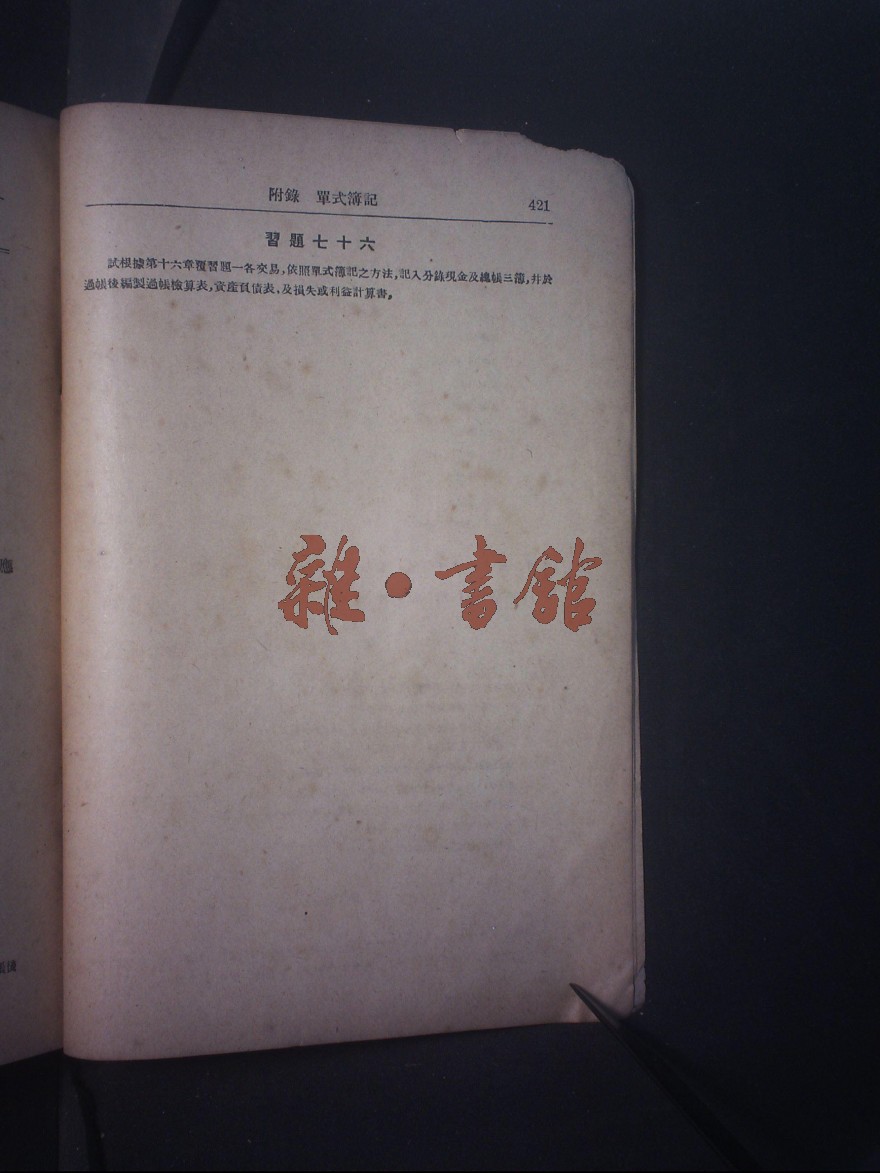 附錄　單式簿記　421
習題七十六
試根據第十六章覆習題一各交易，依照單式簿記之方法，記入分錄現金及總帳三簿，幷於
過帳後編製過帳檢算表，資產負債表，及損失或利益計算書。
雜·書館
應